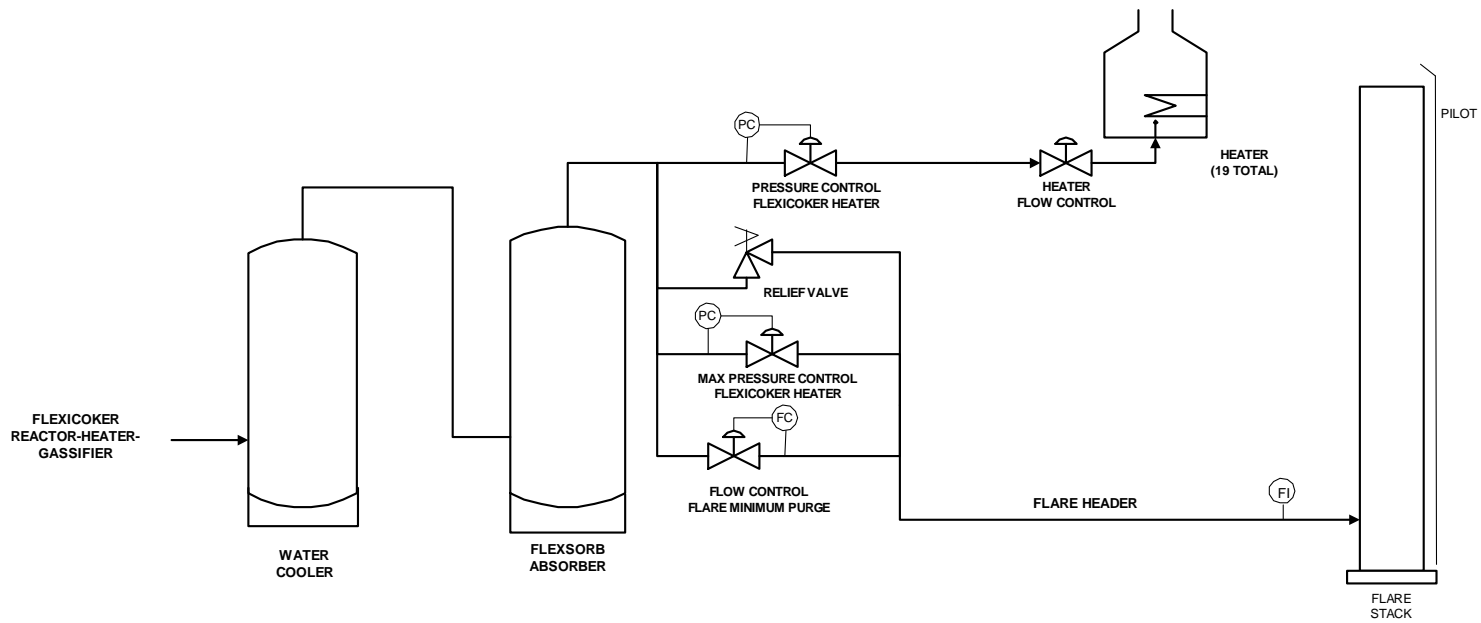 PILOT
PC
HEATER
(19 TOTAL)
PRESSURE CONTROL
FLEXICOKER HEATER
HEATER
FLOW CONTROL
RELIEF VALVE
PC
MAX PRESSURE CONTROL
FLEXICOKER HEATER
FC
FLEXICOKER
REACTOR-HEATER-
GASSIFIER
FLOW CONTROL
FLARE MINIMUM PURGE
FI
FLARE HEADER
WATER
COOLER
FLEXSORB
ABSORBER
FLARE
STACK